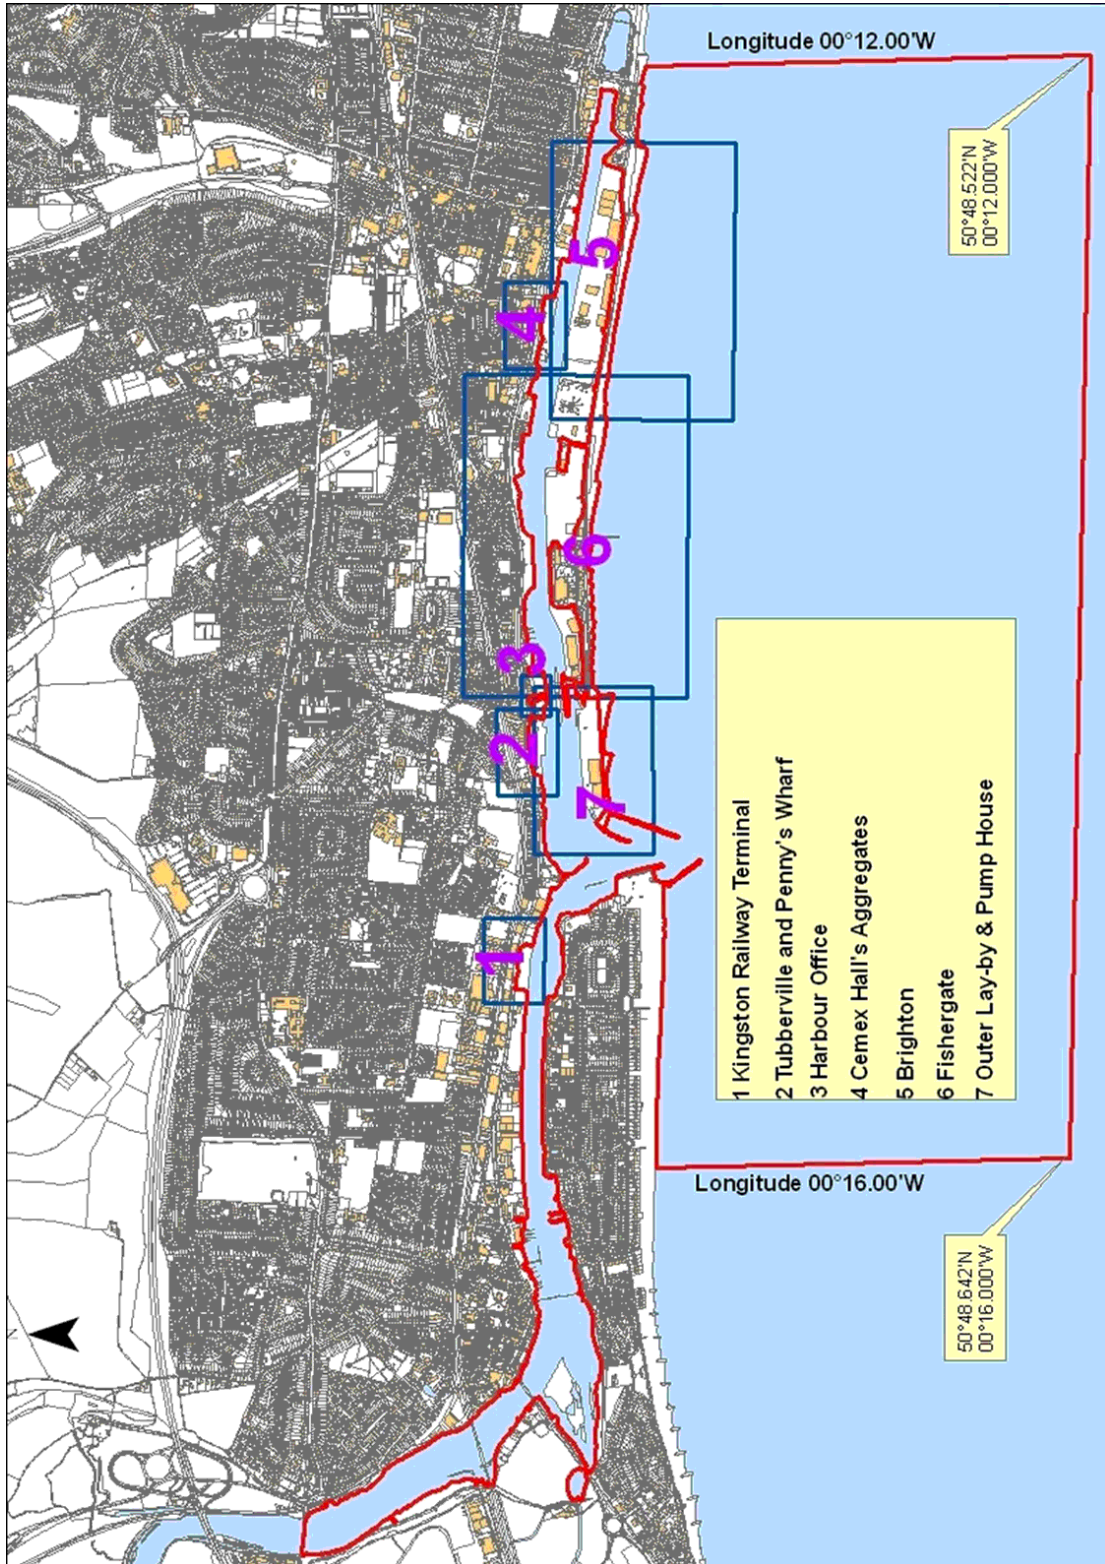 Longitude 00°12.00'W
50°48.522'N
00°12.000'W
5
4
6
3
2
7
1
1 Kingston Railway Terminal
2 Tubberville and Penny's Wharf
3 Harbour Office
4 Cemex Hall's Aggregates
5 Brighton
6 Fishergate
7 Outer Lay-by & Pump House
Longitude 00°16.00'W
50°48.642'N
00°16.000'W